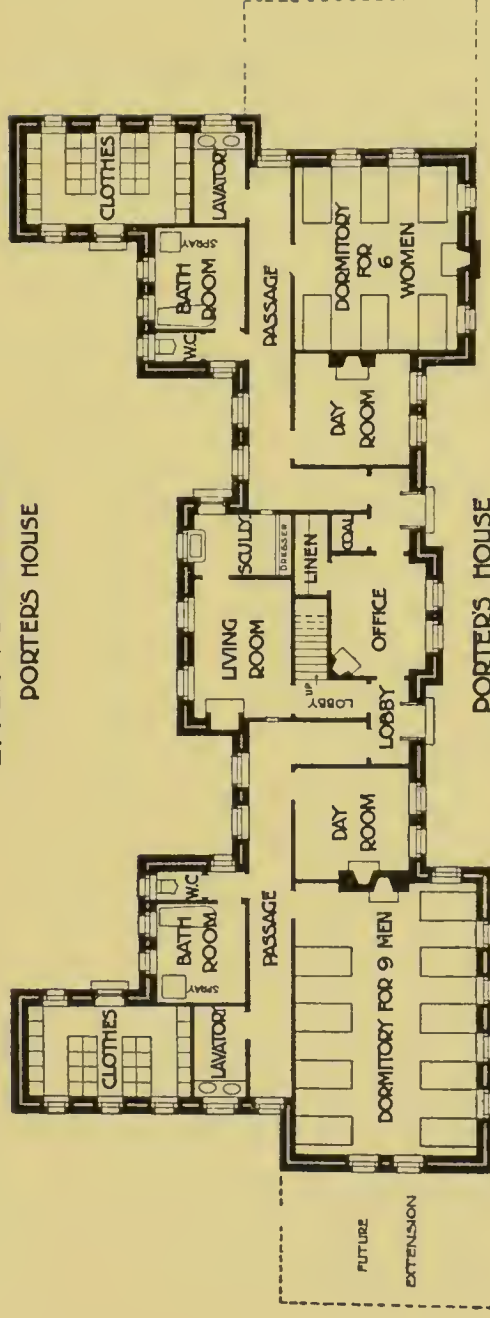 PORTERS HOUSE
CLOTHES
LAVATORY
BATH
ROOM
SPRAY
W.C
PASSAGE
LIVING
ROOM
SCULLY
DRESSER
W.C.
BATH
ROOM
SPRAY
CLOTHES
LAVATORY
PASSAGE
DORMITORY FOR 9 MEN
DAY
ROOM
LOBBY
LOBBY
UP
LINEN
COAL
OFFICE
DAY
ROOM
DORMITORY
FOR
6
WOMEN
FUTURE
EXTENSION
PORTERS HOUSE